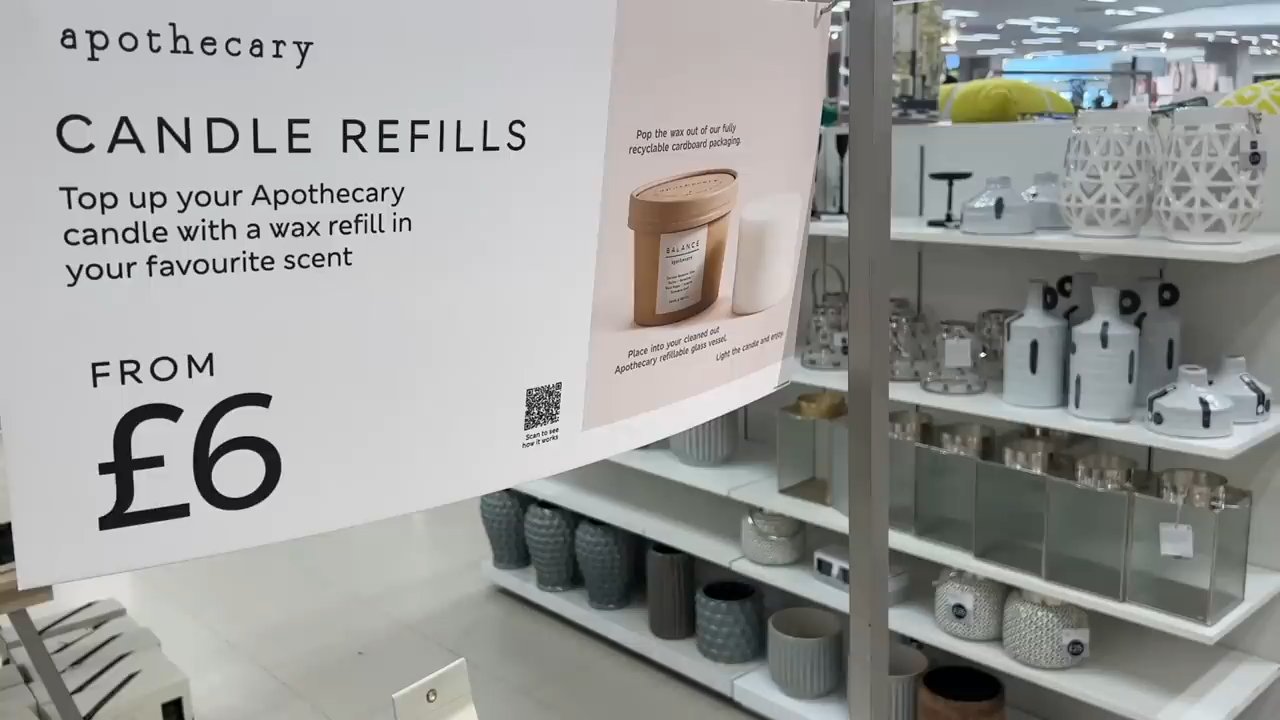 apothecary
CANDLE REFILLS
Top up your Apothecary
candle with a wax refill in
your favourite scent
FROM
£6
Scan to see
how it works
Pop the wax out of our fully
recyclable cardboard packaging.
BALANCE
apothecary
Place into your cleaned out
Apothecary refillable glass vessel.
Light the candle and enjoy